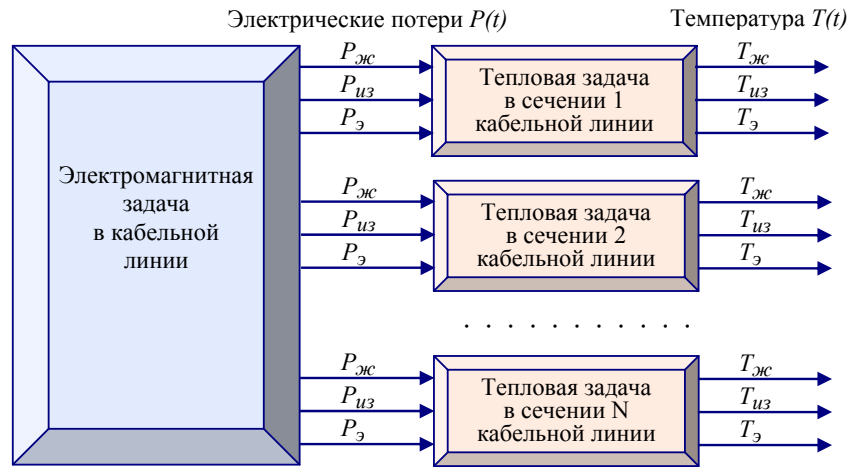 Электрические потери P(t)
Температура T(t)
Электромагнитная
задача
в кабельной
линии
Pж
Pиз
Pэ
Тепловая задача
в сечении 1
кабельной линии
Tж
Tиз
Tэ
Pж
Pиз
Pэ
Тепловая задача
в сечении 2
кабельной линии
Tж
Tиз
Tэ
. . . . . . . . . . .
Pж
Pиз
Pэ
Тепловая задача
в сечении N
кабельной линии
Tж
Tиз
Tэ